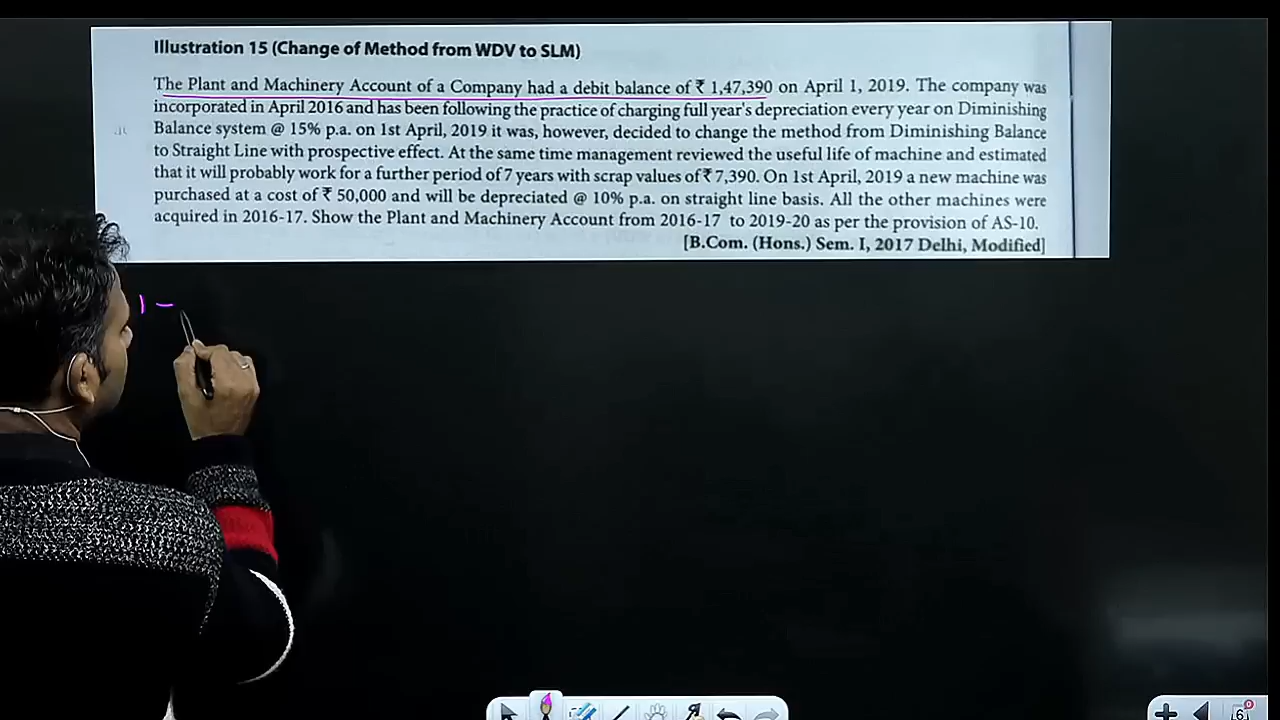 Illustration 15 (Change of Method from WDV to SLM)
The Plant and Machinery Account of a Company had a debit balance of ₹ 1,47,390 on April 1, 2019. The company was
incorporated in April 2016 and has been following the practice of charging full year's depreciation every year on Diminishing
Balance system @ 15% p.a. on 1st April, 2019 it was, however, decided to change the method from Diminishing Balance
to Straight Line with prospective effect. At the same time management reviewed the useful life of machine and estimated
that it will probably work for a further period of 7 years with scrap values of ₹ 7,390. On 1st April, 2019 a new machine was
purchased at a cost of ₹ 50,000 and will be depreciated @ 10% p.a. on straight line basis. All the other machines were
acquired in 2016-17. Show the Plant and Machinery Account from 2016-17 to 2019-20 as per the provision of AS-10.
[B.Com. (Hons.) Sem. I, 2017 Delhi, Modified]
1 -